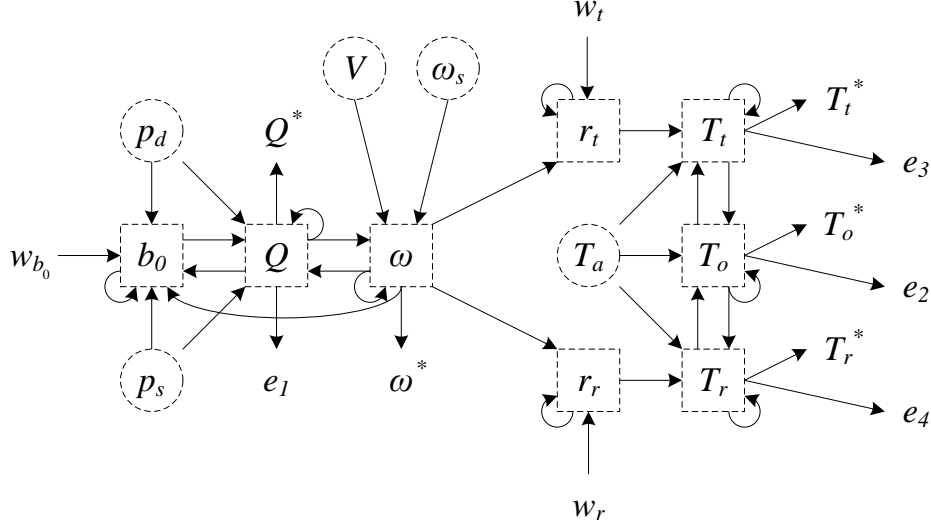 w_t
V
ω_s
T_t^*
p_d
Q^*
r_t
T_t
e_3
T_o^*
w_{b_0}
b_0
Q
ω
T_a
T_o
e_2
T_r^*
p_s
e_1
ω^*
r_r
T_r
e_4
w_r